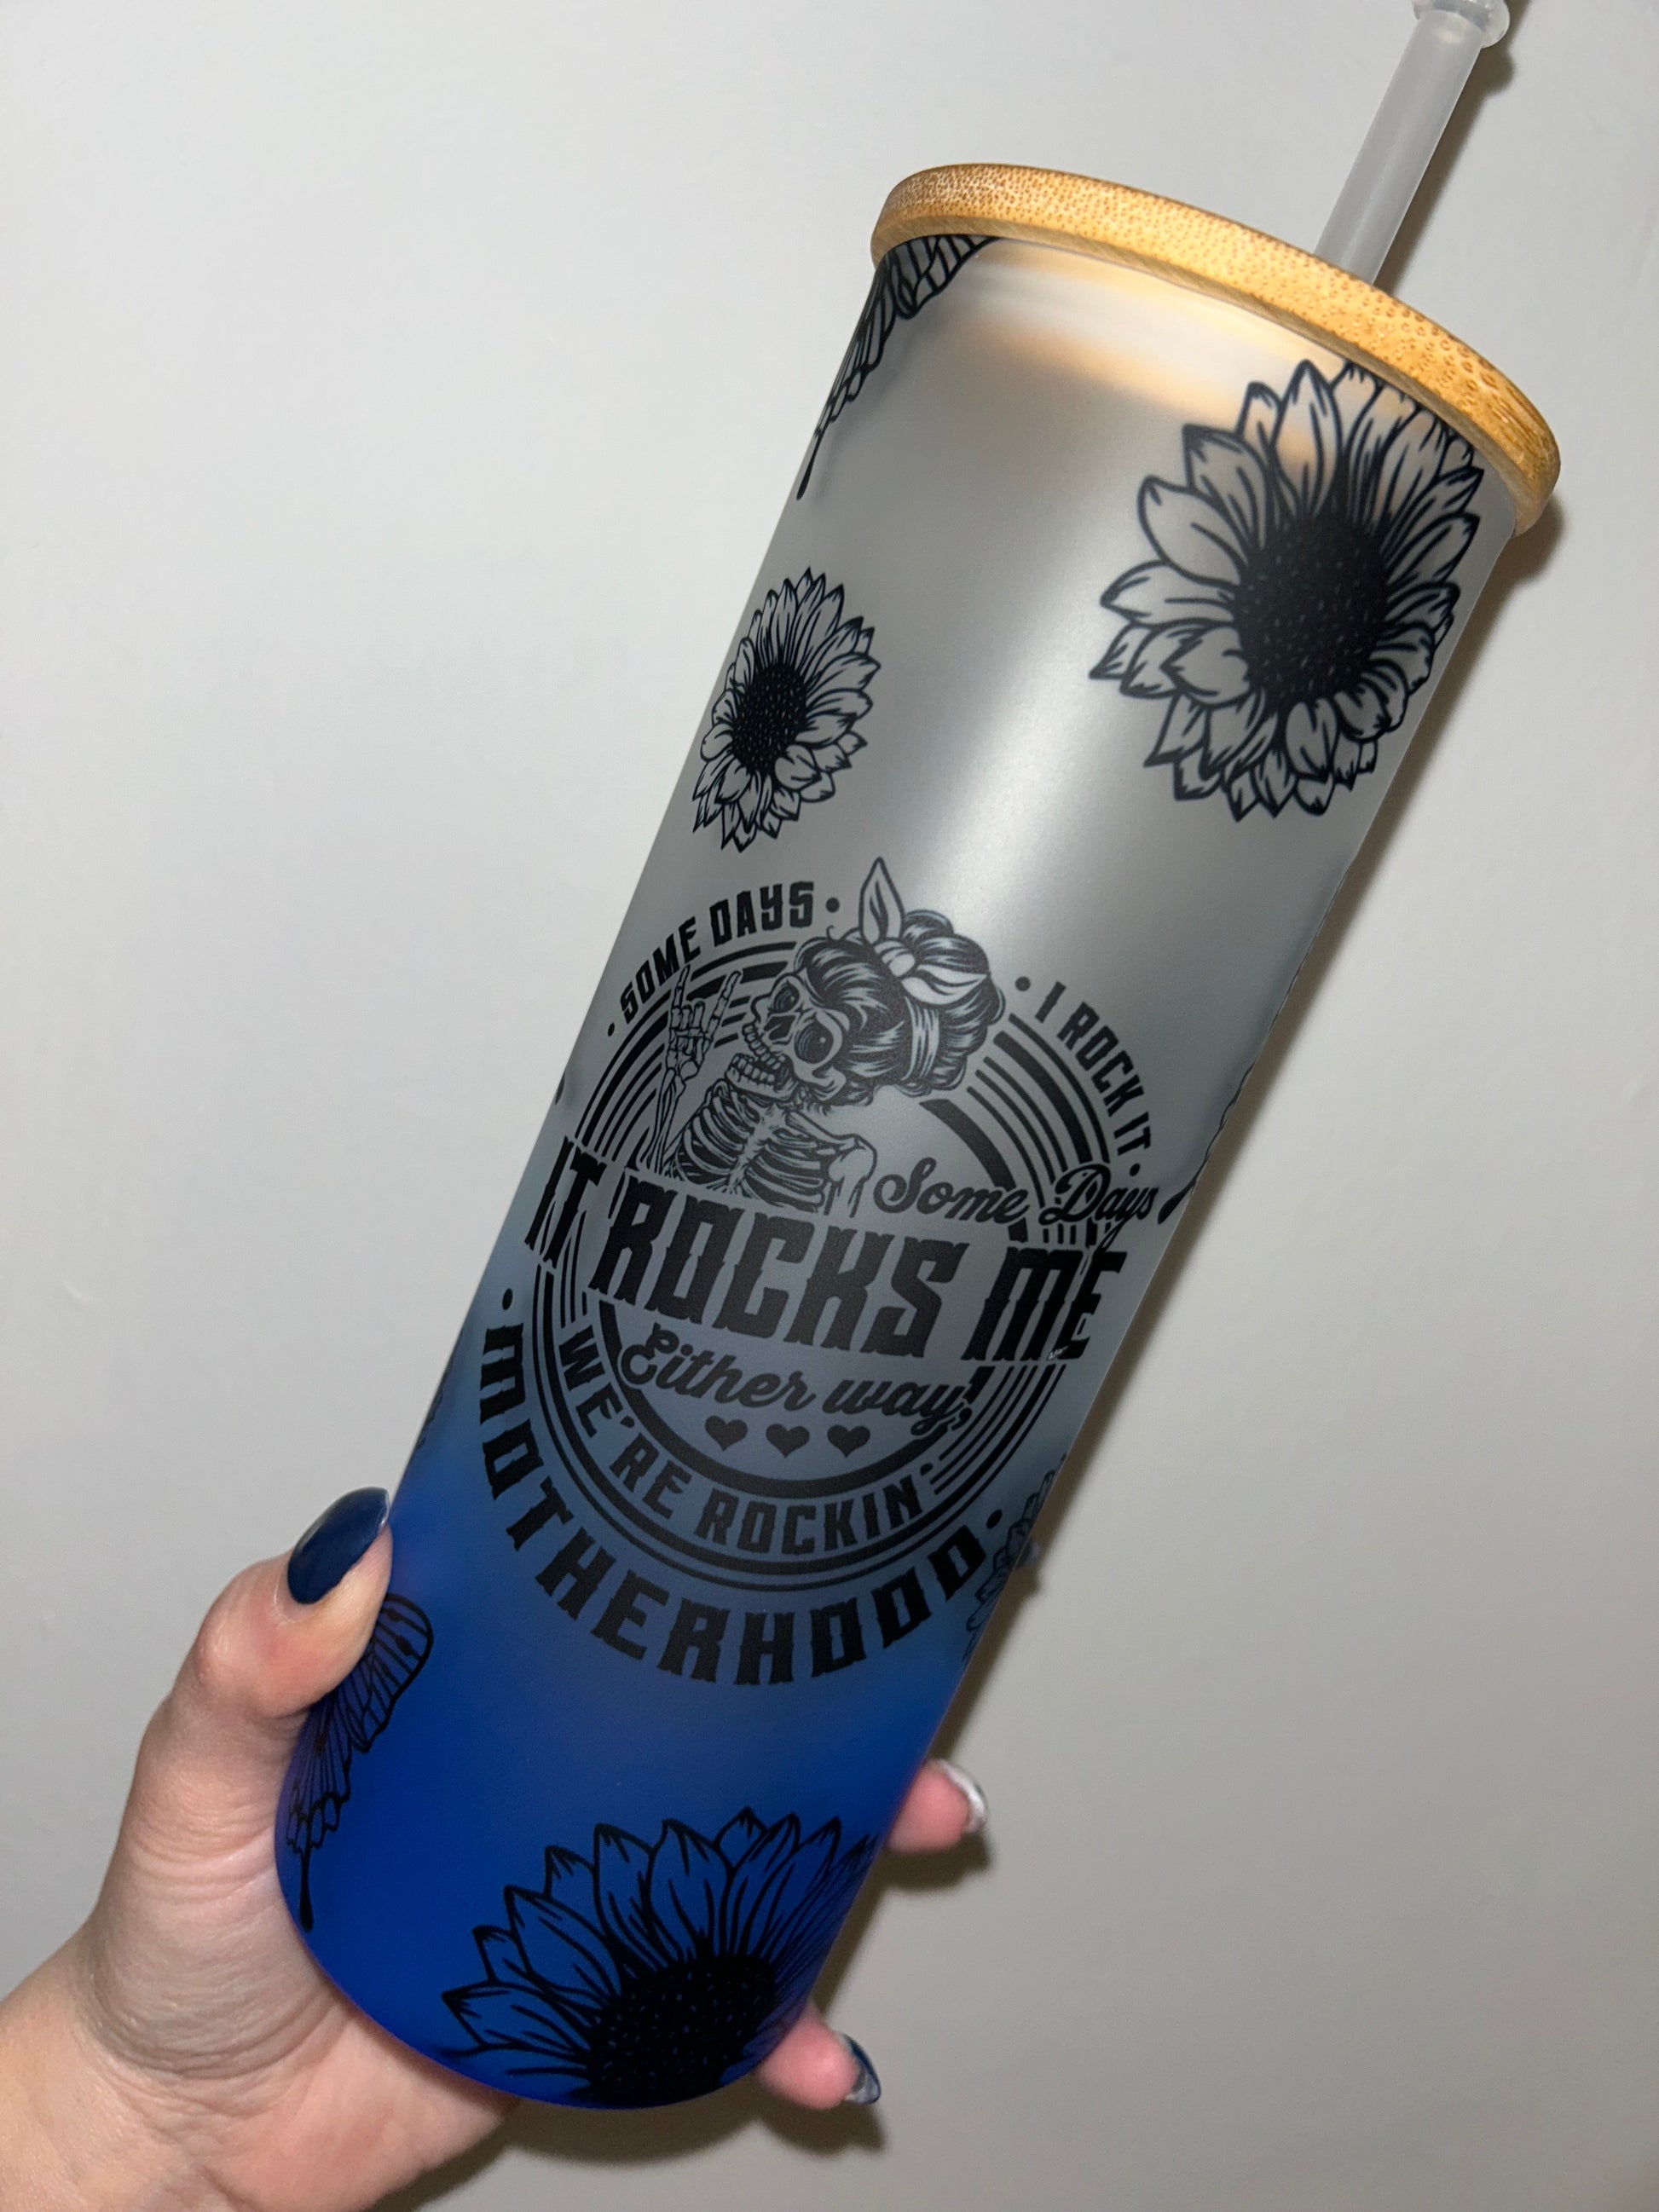 • SOME DAYS •
• I ROCK IT •
Some Days
IT ROCKS ME
Either way,
WE'RE ROCKIN'
• MOTHERHOOD •